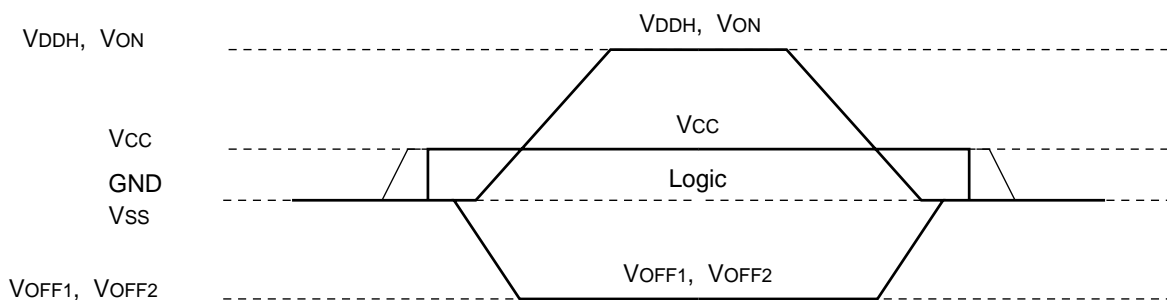 VDDH, VON
VDDH, VON
VCC
VCC
GND
Logic
VSS
VOFF1, VOFF2
VOFF1, VOFF2